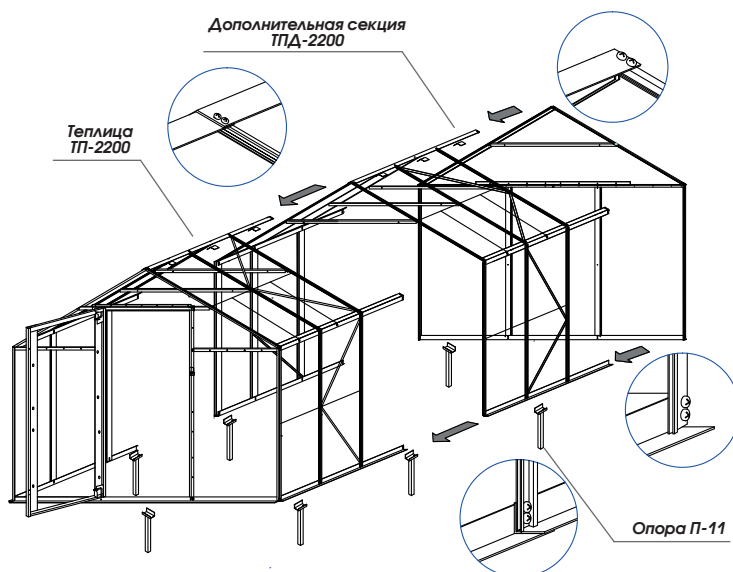 Дополнительная секция
ТПД-2200
Теплица
ТП-2200
Опора П-11